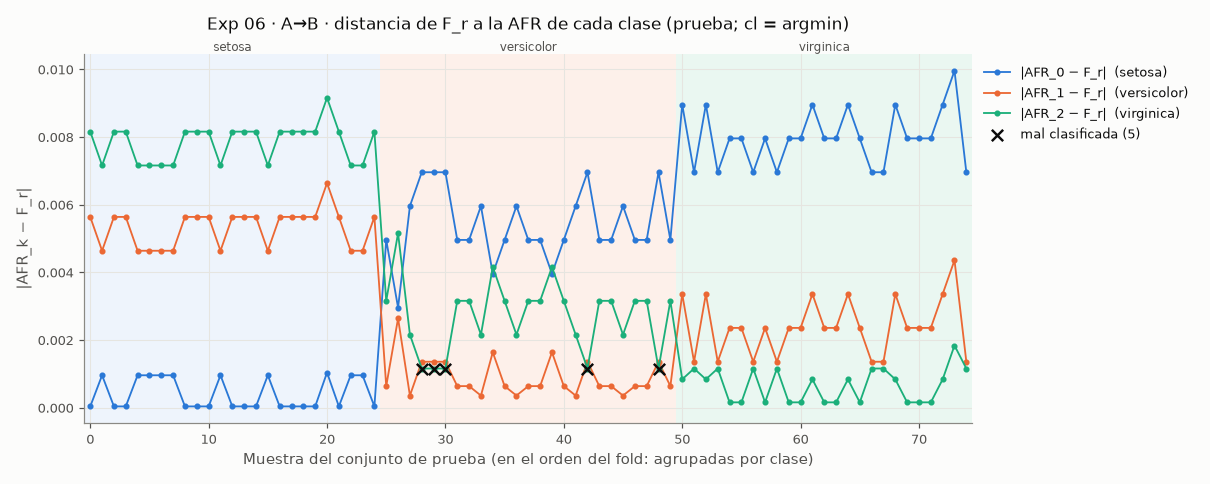 Exp 06 · A→B · distancia de F_r a la AFR de cada clase (prueba; cl = argmin)
setosa
versicolor
virginica
|AFR_0 − F_r| (setosa)
|AFR_1 − F_r| (versicolor)
|AFR_2 − F_r| (virginica)
mal clasificada (5)
|AFR_k − F_r|
0.010
0.008
0.006
0.004
0.002
0.000
0 10 20 30 40 50 60 70
Muestra del conjunto de prueba (en el orden del fold: agrupadas por clase)